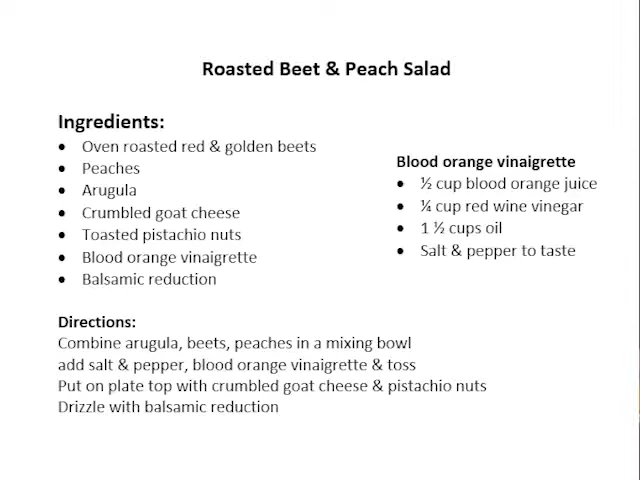 Roasted Beet & Peach Salad
Ingredients:
• Oven roasted red & golden beets
• Peaches
• Arugula
• Crumbled goat cheese
• Toasted pistachio nuts
• Blood orange vinaigrette
• Balsamic reduction
Blood orange vinaigrette
• ½ cup blood orange juice
• ¼ cup red wine vinegar
• 1 ½ cups oil
• Salt & pepper to taste
Directions:
Combine arugula, beets, peaches in a mixing bowl
add salt & pepper, blood orange vinaigrette & toss
Put on plate top with crumbled goat cheese & pistachio nuts
Drizzle with balsamic reduction